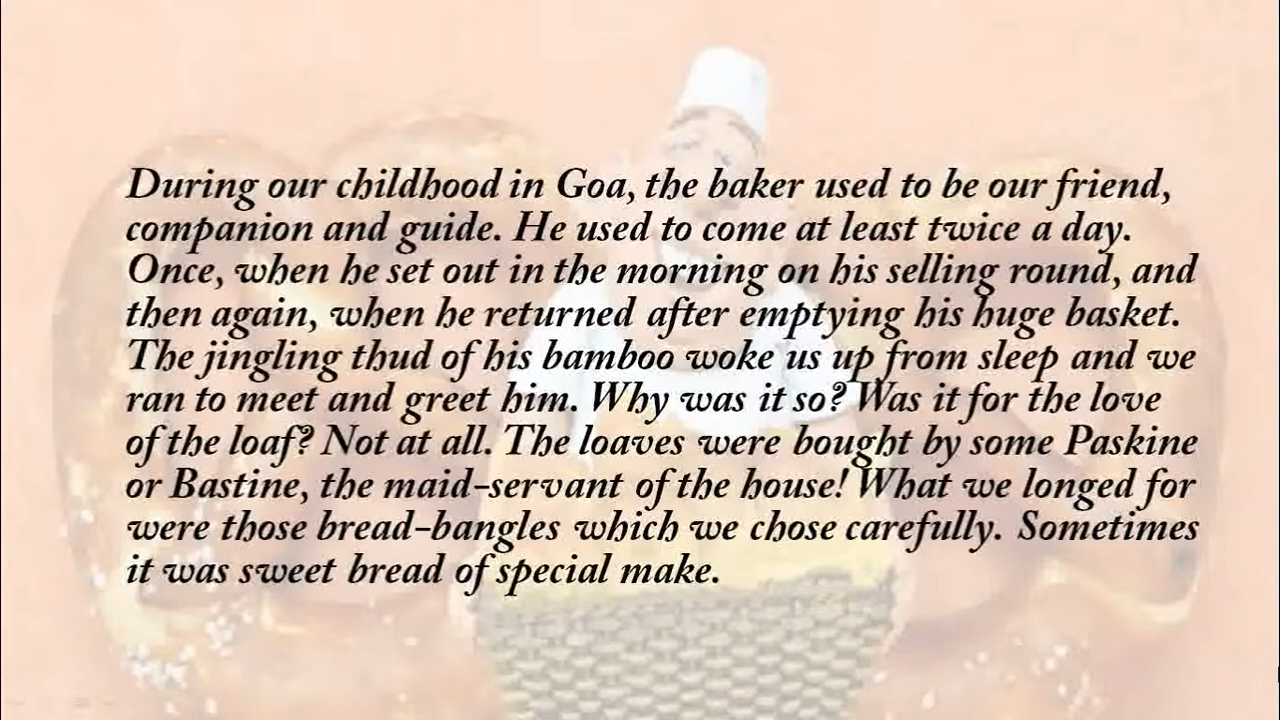 During our childhood in Goa, the baker used to be our friend,
companion and guide. He used to come at least twice a day.
Once, when he set out in the morning on his selling round, and
then again, when he returned after emptying his huge basket.
The jingling thud of his bamboo woke us up from sleep and we
ran to meet and greet him. Why was it so? Was it for the love
of the loaf? Not at all. The loaves were bought by some Paskine
or Bastine, the maid-servant of the house! What we longed for
were those bread-bangles which we chose carefully. Sometimes
it was sweet bread of special make.